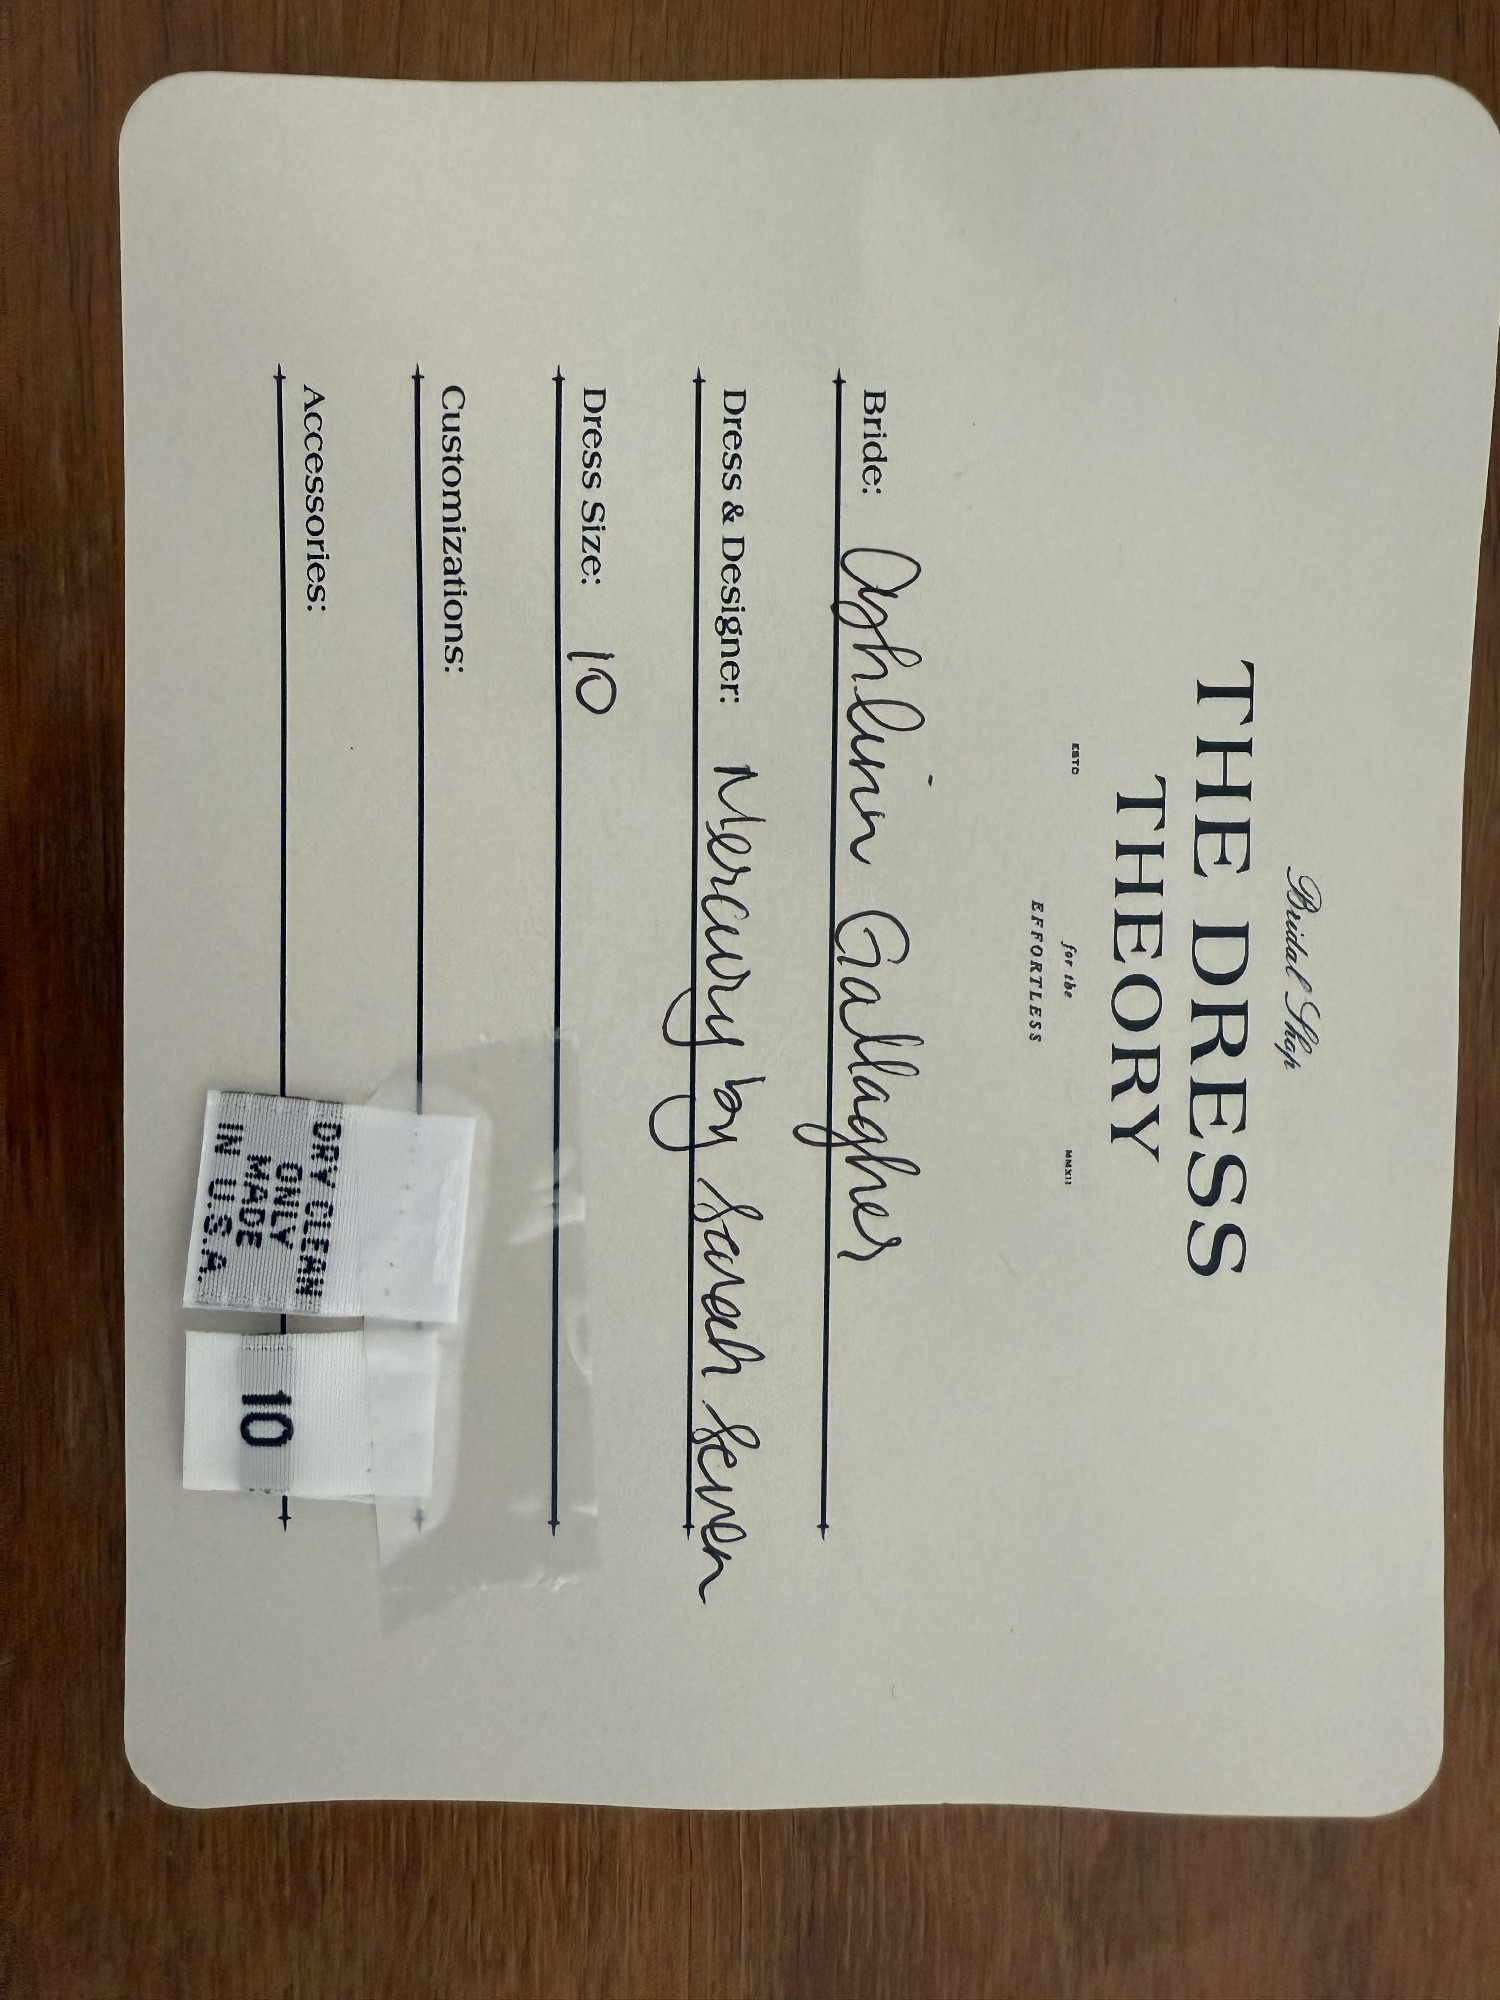 Bridal Shop
THE DRESS
THEORY
ESTD for the MMXII
EFFORTLESS
Bride: Ashlinn Gallagher
Dress & Designer: Mercury by Sarah Seven
Dress Size: 10
Customizations:
Accessories:
DRY CLEAN
ONLY
MADE
IN U.S.A.
10